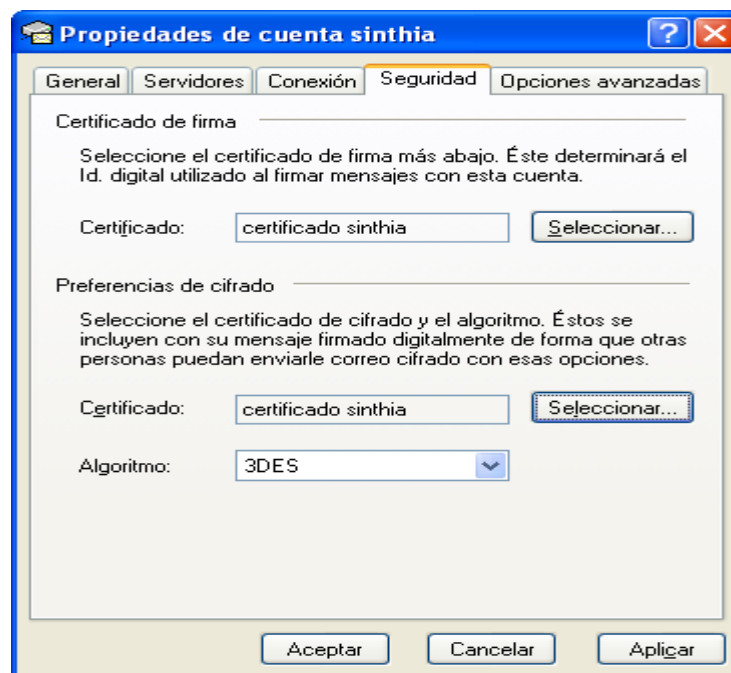 Propiedades de cuenta sinthia
General Servidores Conexión Seguridad Opciones avanzadas
Certificado de firma
Seleccione el certificado de firma más abajo. Éste determinará el
Id. digital utilizado al firmar mensajes con esta cuenta.
Certificado: certificado sinthia Seleccionar...
Preferencias de cifrado
Seleccione el certificado de cifrado y el algoritmo. Éstos se
incluyen con su mensaje firmado digitalmente de forma que otras
personas puedan enviarle correo cifrado con esas opciones.
Certificado: certificado sinthia Seleccionar...
Algoritmo: 3DES
Aceptar Cancelar Aplicar